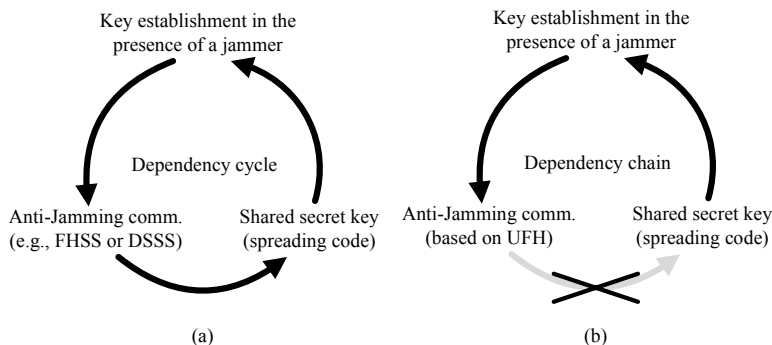 Key establishment in the
presence of a jammer
Dependency cycle
Anti-Jamming comm.
(e.g., FHSS or DSSS)
Shared secret key
(spreading code)
(a)
Key establishment in the
presence of a jammer
Dependency chain
Anti-Jamming comm.
(based on UFH)
Shared secret key
(spreading code)
(b)